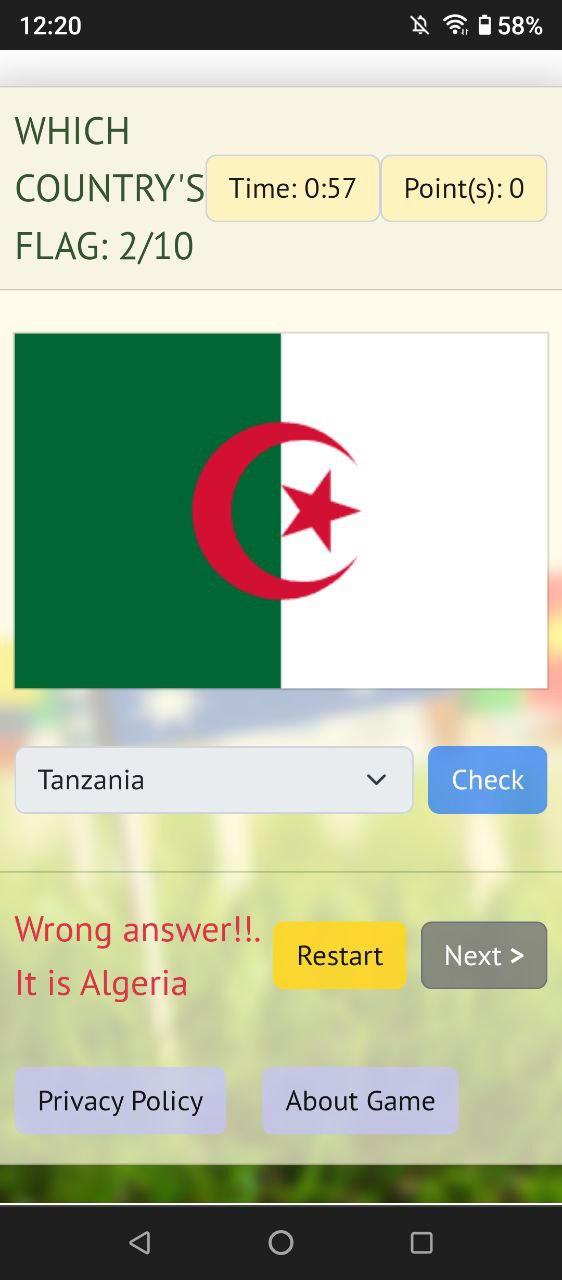 12:20
58%
WHICH
COUNTRY'S
FLAG: 2/10
Time: 0:57
Point(s): 0
Tanzania
Check
Wrong answer!!.
It is Algeria
Restart
Next >
Privacy Policy
About Game